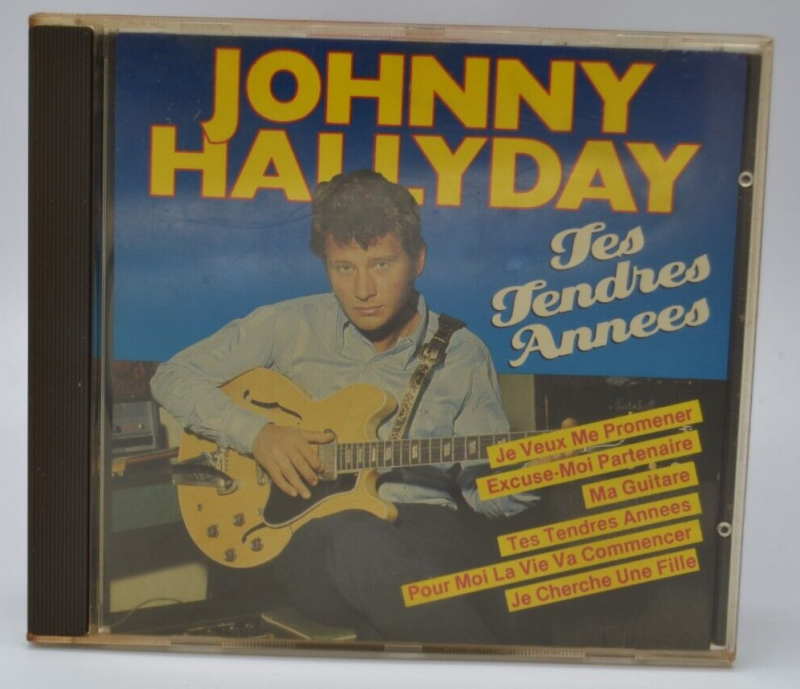 JOHNNY
HALLYDAY
Tes
Tendres
Annees
Je Veux Me Promener
Excuse-Moi Partenaire
Ma Guitare
Tes Tendres Annees
Pour Moi La Vie Va Commencer
Je Cherche Une Fille